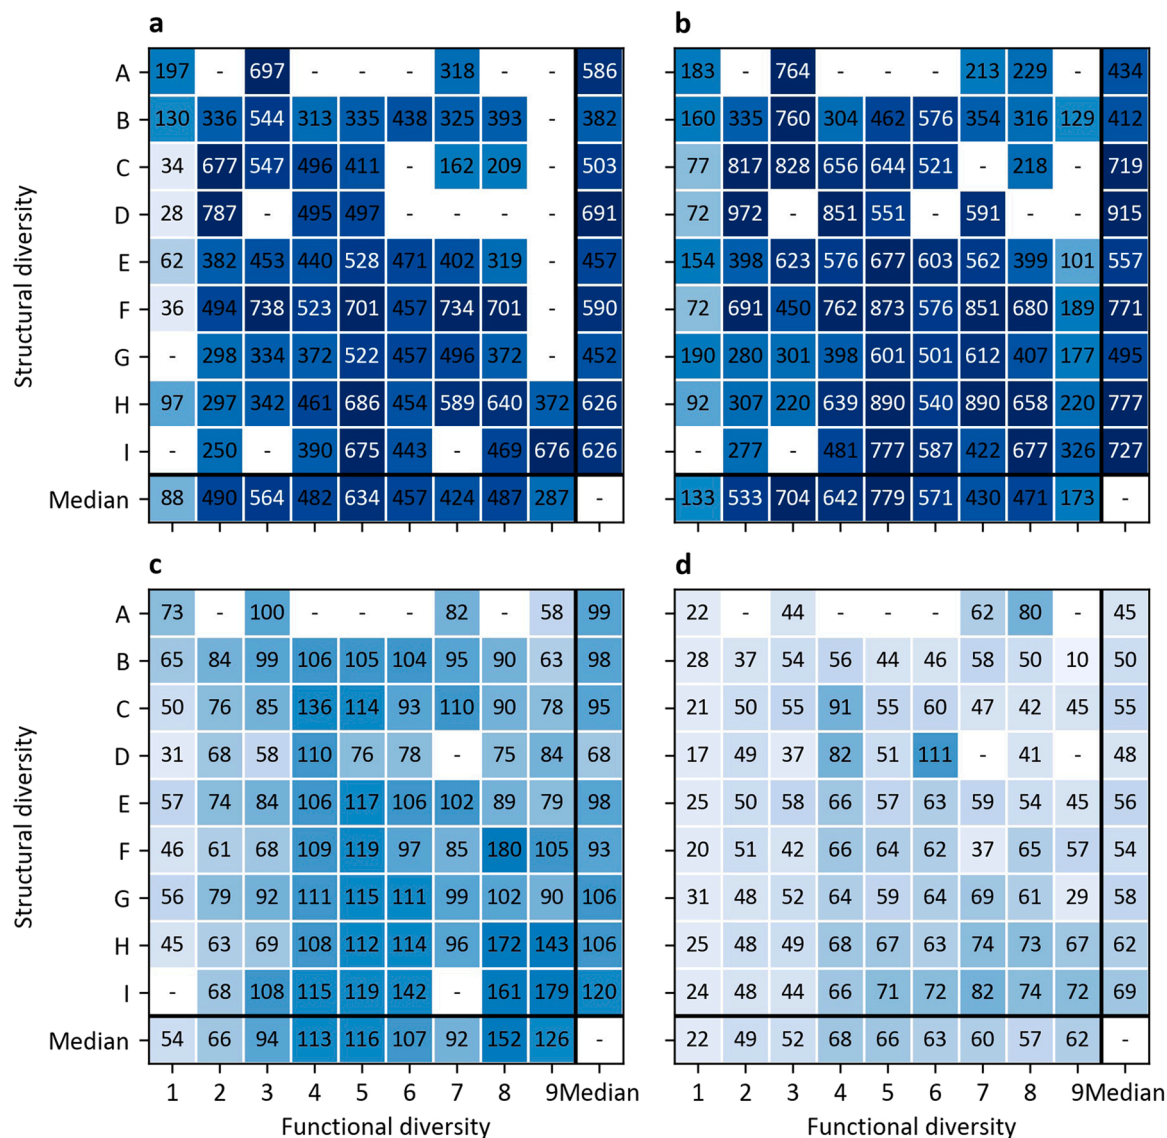 a
A 197 - 697 - - - 318 - - 586
B 130 336 544 313 335 438 325 393 - 382
C 34 677 547 496 411 - 162 209 - 503
D 28 787 - 495 497 - - - - 691
E 62 382 453 440 528 471 402 319 - 457
F 36 494 738 523 701 457 734 701 - 590
G - 298 334 372 522 457 496 372 - 452
H 97 297 342 461 686 454 589 640 372 626
I - 250 - 390 675 443 - 469 676 626
Median 88 490 564 482 634 457 424 487 287 -
Structural diversity
b
183 - 764 - - - 213 229 - 434
160 335 760 304 462 576 354 316 129 412
77 817 828 656 644 521 - 218 - 719
72 972 - 851 551 - 591 - - 915
154 398 623 576 677 603 562 399 101 557
72 691 450 762 873 576 851 680 189 771
190 280 301 398 601 501 612 407 177 495
92 307 220 639 890 540 890 658 220 777
- 277 - 481 777 587 422 677 326 727
133 533 704 642 779 571 430 471 173 -
c
A 73 - 100 - - - 82 - 58 99
B 65 84 99 106 105 104 95 90 63 98
C 50 76 85 136 114 93 110 90 78 95
D 31 68 58 110 76 78 - 75 84 68
E 57 74 84 106 117 106 102 89 79 98
F 46 61 68 109 119 97 85 180 105 93
G 56 79 92 111 115 111 99 102 90 106
H 45 63 69 108 112 114 96 172 143 106
I - 68 108 115 119 142 - 161 179 120
Median 54 66 94 113 116 107 92 152 126 -
1 2 3 4 5 6 7 8 9 Median
Functional diversity
Structural diversity
d
22 - 44 - - - 62 80 - 45
28 37 54 56 44 46 58 50 10 50
21 50 55 91 55 60 47 42 45 55
17 49 37 82 51 111 - 41 - 48
25 50 58 66 57 63 59 54 45 56
20 51 42 66 64 62 37 65 57 54
31 48 52 64 59 64 69 61 29 58
25 48 49 68 67 63 74 73 67 62
24 48 44 66 71 72 82 74 72 69
22 49 52 68 66 63 60 57 62 -
1 2 3 4 5 6 7 8 9 Median
Functional diversity